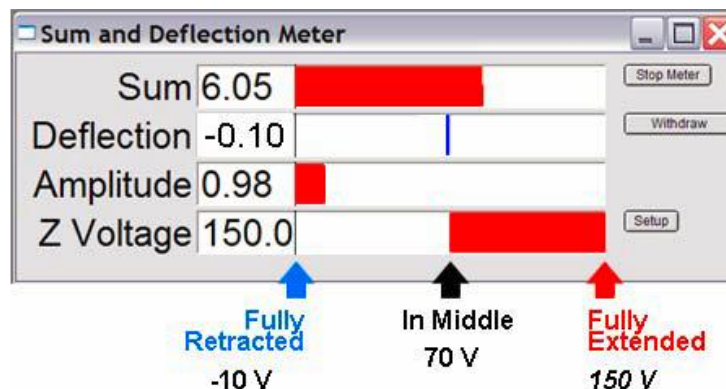 Sum and Deflection Meter
Sum 6.05 Stop Meter
Deflection -0.10 Withdraw
Amplitude 0.98
Z Voltage 150.0 Setup
Fully Retracted In Middle Fully Extended
-10 V 70 V 150 V